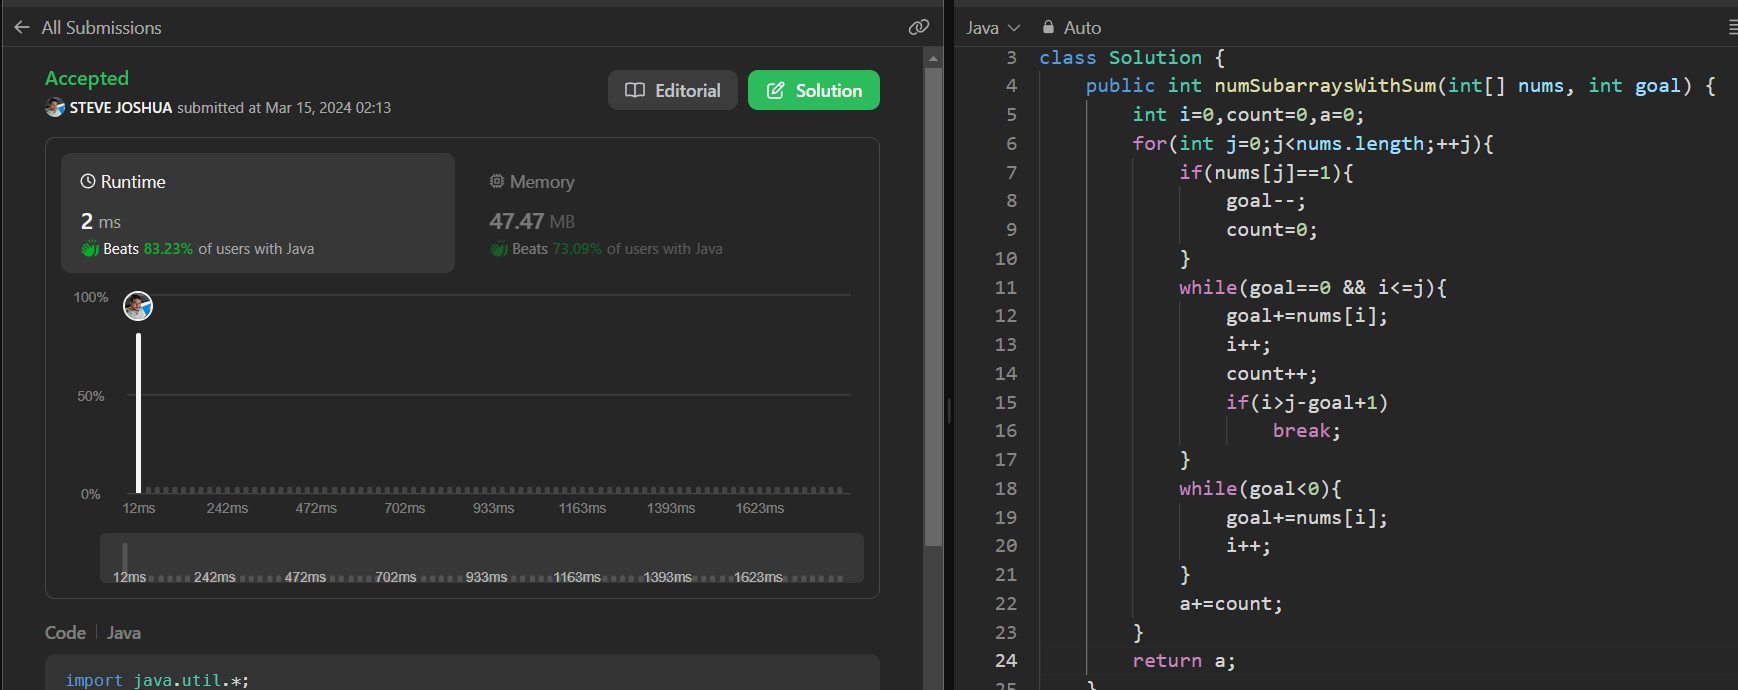 All Submissions
Accepted
STEVE JOSHUA submitted at Mar 15, 2024 02:13
Editorial
Solution
Runtime
2 ms
Beats 83.23% of users with Java
Memory
47.47 MB
Beats 73.09% of users with Java
100%
50%
0%
12ms 242ms 472ms 702ms 933ms 1163ms 1393ms 1623ms
12ms 242ms 472ms 702ms 933ms 1163ms 1393ms 1623ms
Code | Java
import java.util.*;
Java Auto
3 class Solution {
4 public int numSubarraysWithSum(int[] nums, int goal) {
5 int i=0,count=0,a=0;
6 for(int j=0;j<nums.length;++j){
7 if(nums[j]==1){
8 goal--;
9 count=0;
10 }
11 while(goal==0 && i<=j){
12 goal+=nums[i];
13 i++;
14 count++;
15 if(i>j-goal+1)
16 break;
17 }
18 while(goal<0){
19 goal+=nums[i];
20 i++;
21 }
22 a+=count;
23 }
24 return a;
25 }